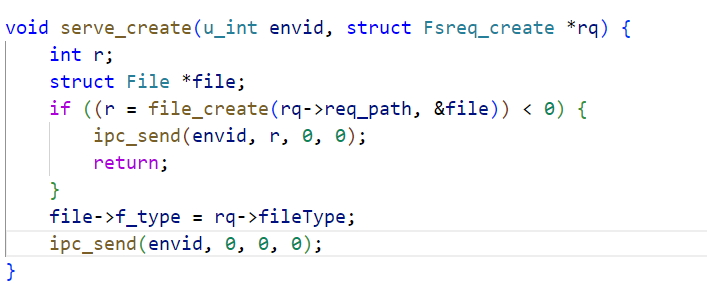 void serve_create(u_int envid, struct Fsreq_create *rq) {
    int r;
    struct File *file;
    if ((r = file_create(rq->req_path, &file)) < 0) {
        ipc_send(envid, r, 0, 0);
        return;
    }
    file->f_type = rq->fileType;
    ipc_send(envid, 0, 0, 0);
}